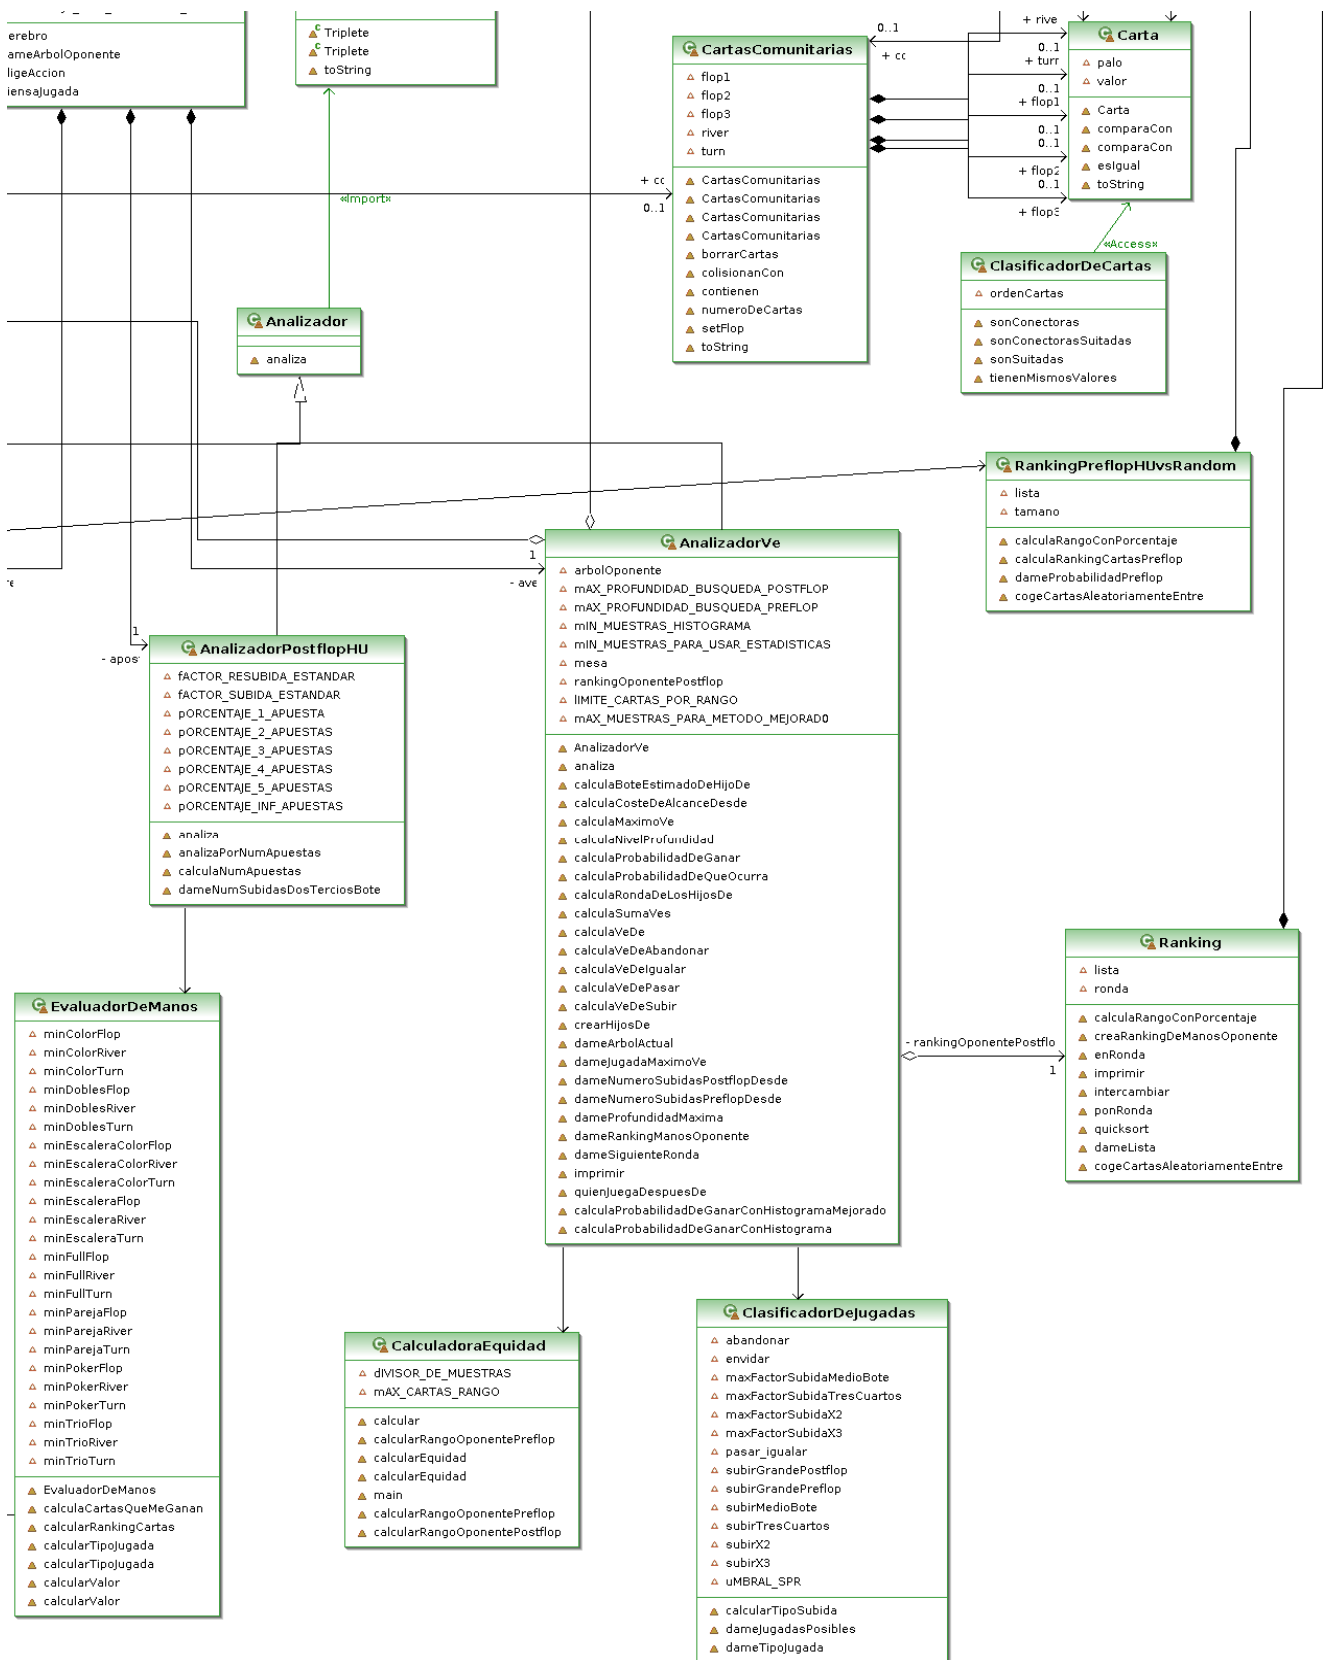 erebro
ameArbolOponente
ligeAccion
iensaJugada
Triplete
Triplete
toString
«Import»
Analizador
analiza
CartasComunitarias
flop1
flop2
flop3
river
turn
CartasComunitarias
CartasComunitarias
CartasComunitarias
CartasComunitarias
borrarCartas
colisionanCon
contienen
numeroDeCartas
setFlop
toString
+ cc
0..1
0..1
+ cc
+ rive
0..1
+ turr
0..1
+ flop1
0..1
0..1
+ flop2
0..1
+ flop3
Carta
palo
valor
Carta
comparaCon
comparaCon
esIgual
toString
«Access»
ClasificadorDeCartas
ordenCartas
sonConectoras
sonConectorasSuitadas
sonSuitadas
tienenMismosValores
RankingPreflopHUvsRandom
lista
tamano
calculaRangoConPorcentaje
calculaRankingCartasPreflop
dameProbabilidadPreflop
cogeCartasAleatoriamenteEntre
1
- ave
1
- apos
AnalizadorPostflopHU
fACTOR_RESUBIDA_ESTANDAR
fACTOR_SUBIDA_ESTANDAR
pORCENTAJE_1_APUESTA
pORCENTAJE_2_APUESTAS
pORCENTAJE_3_APUESTAS
pORCENTAJE_4_APUESTAS
pORCENTAJE_5_APUESTAS
pORCENTAJE_INF_APUESTAS
analiza
analizaPorNumApuestas
calculaNumApuestas
dameNumSubidasDosTerciosBote
AnalizadorVe
arbolOponente
mAX_PROFUNDIDAD_BUSQUEDA_POSTFLOP
mAX_PROFUNDIDAD_BUSQUEDA_PREFLOP
mIN_MUESTRAS_HISTOGRAMA
mIN_MUESTRAS_PARA_USAR_ESTADISTICAS
mesa
rankingOponentePostflop
lIMITE_CARTAS_POR_RANGO
mAX_MUESTRAS_PARA_METODO_MEJORADO
AnalizadorVe
analiza
calculaBoteEstimadoDeHijoDe
calculaCosteDeAlcanceDesde
calculaMaximoVe
calculaNivelProfundidad
calculaProbabilidadDeGanar
calculaProbabilidadDeQueOcurra
calculaRondaDeLosHijosDe
calculaSumaVes
calculaVeDe
calculaVeDeAbandonar
calculaVeDeIgualar
calculaVeDePasar
calculaVeDeSubir
crearHijosDe
dameArbolActual
dameJugadaMaximoVe
dameNumeroSubidasPostflopDesde
dameNumeroSubidasPreflopDesde
dameProfundidadMaxima
dameRankingManosOponente
dameSiguienteRonda
imprimir
quienJuegaDespuesDe
calculaProbabilidadDeGanarConHistogramaMejorado
calculaProbabilidadDeGanarConHistograma
- rankingOponentePostflo
1
Ranking
lista
ronda
calculaRangoConPorcentaje
creaRankingDeManosOponente
enRonda
imprimir
intercambiar
ponRonda
quicksort
dameLista
cogeCartasAleatoriamenteEntre
EvaluadorDeManos
minColorFlop
minColorRiver
minColorTurn
minDoblesFlop
minDoblesRiver
minDoblesTurn
minEscaleraColorFlop
minEscaleraColorRiver
minEscaleraColorTurn
minEscaleraFlop
minEscaleraRiver
minEscaleraTurn
minFullFlop
minFullRiver
minFullTurn
minParejaFlop
minParejaRiver
minParejaTurn
minPokerFlop
minPokerRiver
minPokerTurn
minTrioFlop
minTrioRiver
minTrioTurn
EvaluadorDeManos
calculaCartasQueMeGanan
calcularRankingCartas
calcularTipoJugada
calcularTipoJugada
calcularValor
calcularValor
CalculadoraEquidad
dIVISOR_DE_MUESTRAS
mAX_CARTAS_RANGO
calcular
calcularRangoOponentePreflop
calcularEquidad
calcularEquidad
main
calcularRangoOponentePreflop
calcularRangoOponentePostflop
ClasificadorDeJugadas
abandonar
envidar
maxFactorSubidaMedioBote
maxFactorSubidaTresCuartos
maxFactorSubidaX2
maxFactorSubidaX3
pasar_igualar
subirGrandePostflop
subirGrandePreflop
subirMedioBote
subirTresCuartos
subirX2
subirX3
uMBRAL_SPR
calcularTipoSubida
dameJugadasPosibles
dameTipoJugada